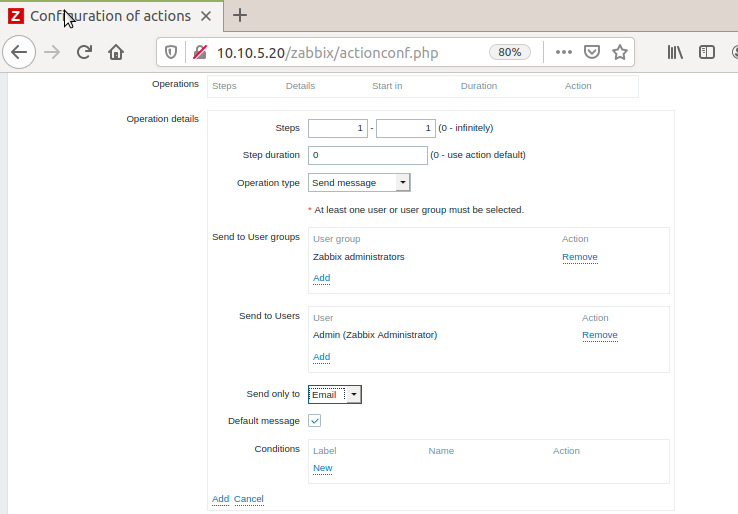 Z Configuration of actions
10.10.5.20/zabbix/actionconf.php 80%
Operations Steps Details Start in Duration Action
Operation details
Steps 1 - 1 (0 - infinitely)
Step duration 0 (0 - use action default)
Operation type Send message
* At least one user or user group must be selected.
Send to User groups User group Action
Zabbix administrators Remove
Add
Send to Users User Action
Admin (Zabbix Administrator) Remove
Add
Send only to Email
Default message
Conditions Label Name Action
New
Add Cancel